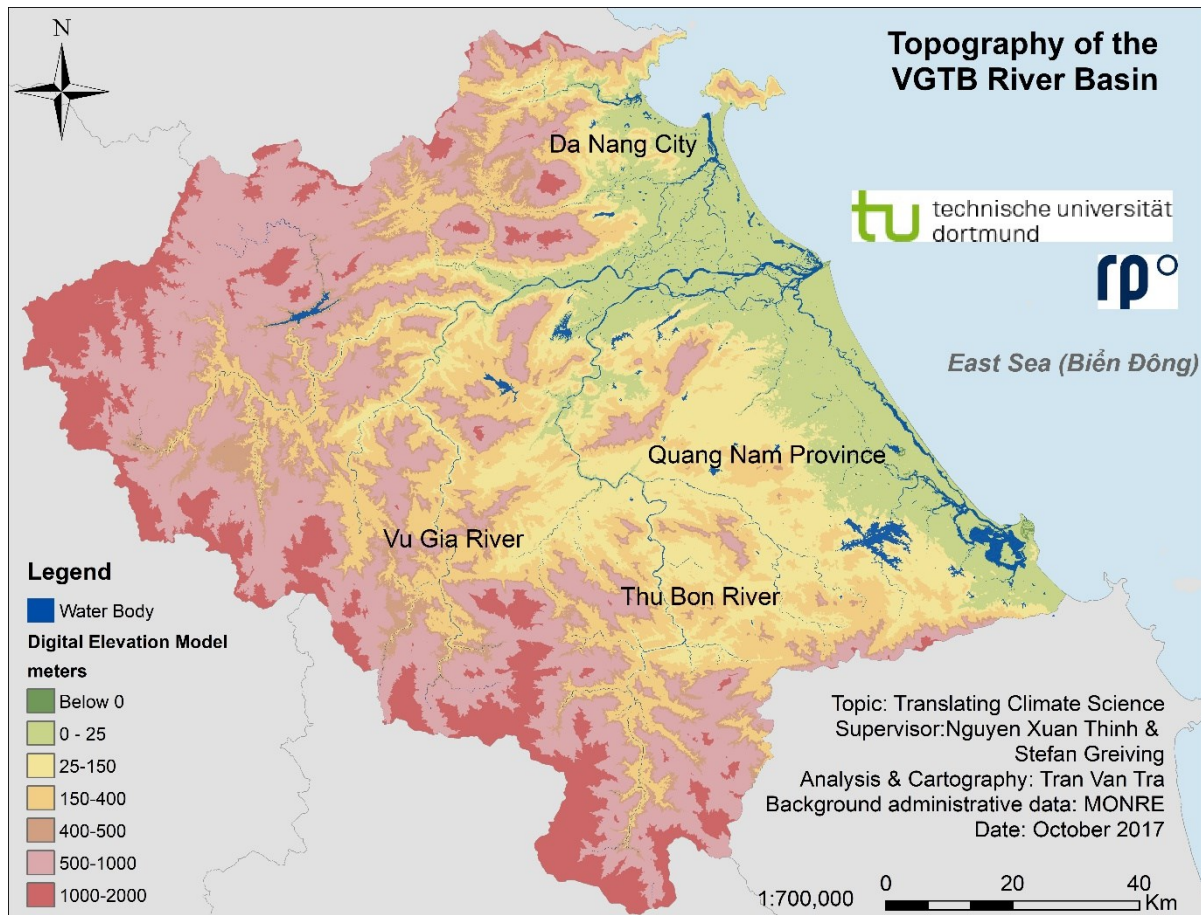 N
Topography of the
VGTB River Basin
Da Nang City
tu technische universität
dortmund
rp
East Sea (Biển Đông)
Quang Nam Province
Vu Gia River
Thu Bon River
Legend
Water Body
Digital Elevation Model
meters
Below 0
0 - 25
25-150
150-400
400-500
500-1000
1000-2000
Topic: Translating Climate Science
Supervisor:Nguyen Xuan Thinh &
Stefan Greiving
Analysis & Cartography: Tran Van Tra
Background administrative data: MONRE
Date: October 2017
1:700,000
0 20 40
Km